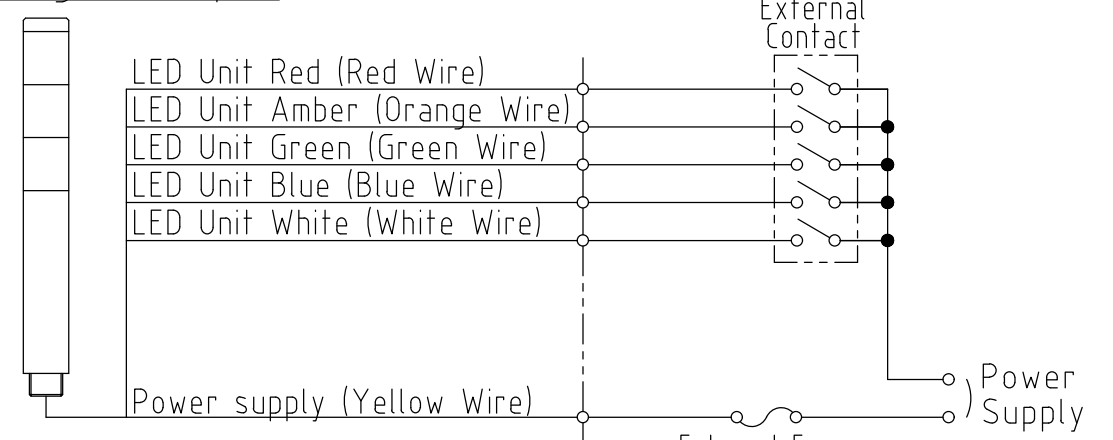 External
Contact
LED Unit Red (Red Wire)
LED Unit Amber (Orange Wire)
LED Unit Green (Green Wire)
LED Unit Blue (Blue Wire)
LED Unit White (White Wire)
Power supply (Yellow Wire)
Power
Supply